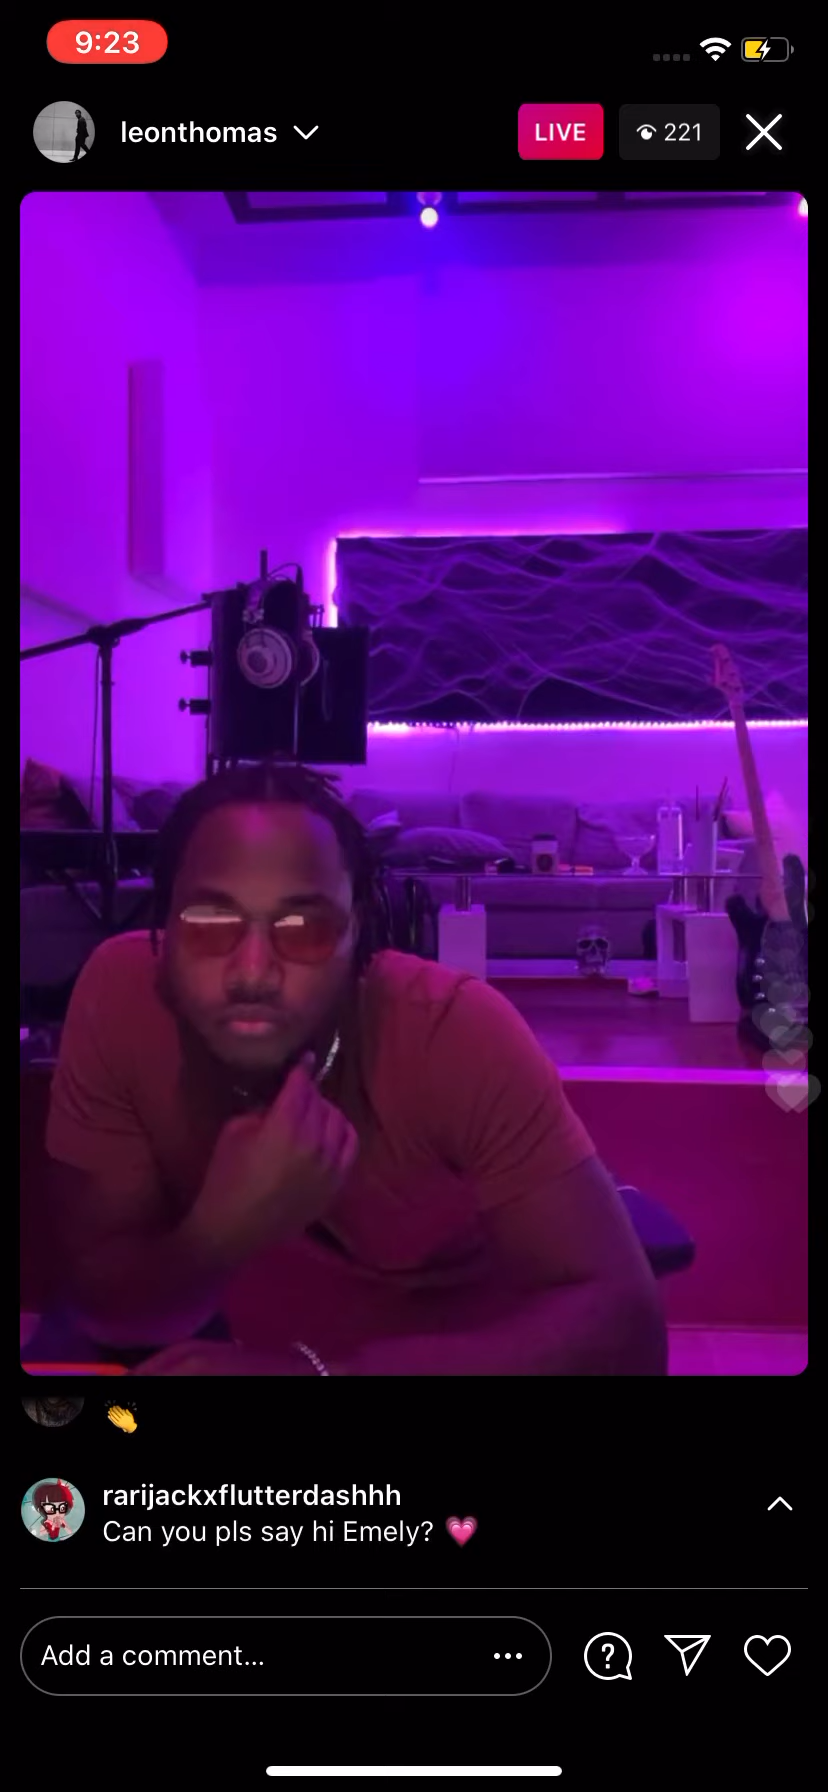 9:23
leonthomas
LIVE
221
rarijackxflutterdashhh
Can you pls say hi Emely? 💗
Add a comment...